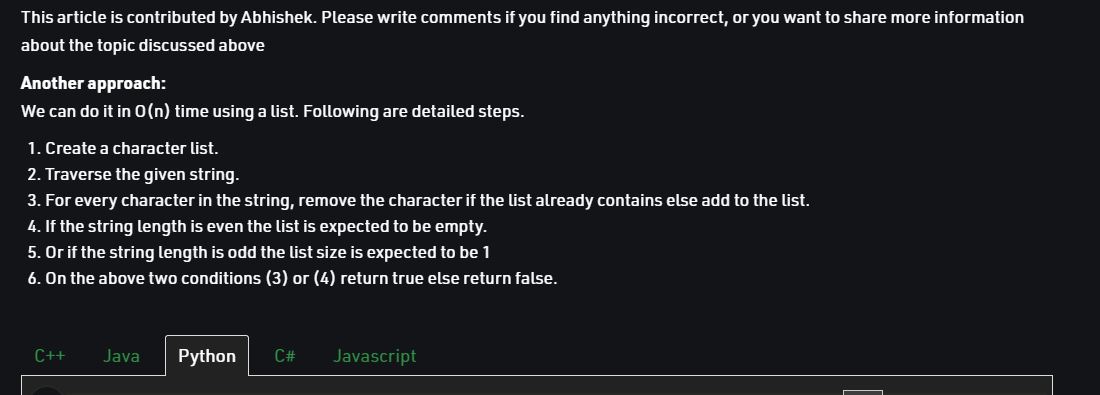 This article is contributed by Abhishek. Please write comments if you find anything incorrect, or you want to share more information
about the topic discussed above
Another approach:
We can do it in O(n) time using a list. Following are detailed steps.
1. Create a character list.
2. Traverse the given string.
3. For every character in the string, remove the character if the list already contains else add to the list.
4. If the string length is even the list is expected to be empty.
5. Or if the string length is odd the list size is expected to be 1
6. On the above two conditions (3) or (4) return true else return false.
C++ Java Python C# Javascript